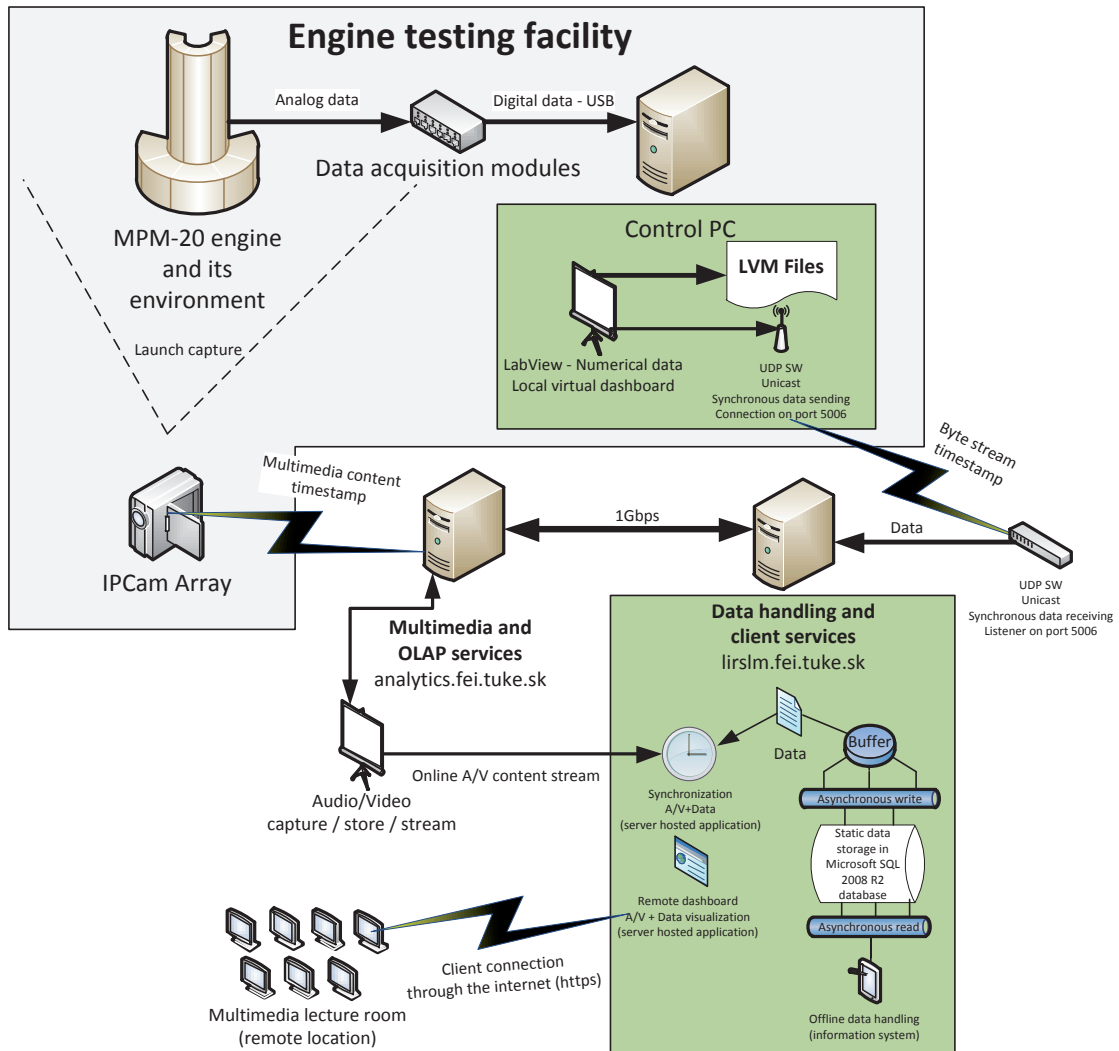 Engine testing facility
Analog data
Digital data - USB
Data acquisition modules
MPM-20 engine
and its
environment
Launch capture
Control PC
LVM Files
LabView - Numerical data
Local virtual dashboard
UDP SW
Unicast
Synchronous data sending
Connection on port 5006
Byte stream
timestamp
Multimedia content
timestamp
IPCam Array
1Gbps
Data
UDP SW
Unicast
Synchronous data receiving
Listener on port 5006
Multimedia and
OLAP services
analytics.fei.tuke.sk
Data handling and
client services
lirslm.fei.tuke.sk
Data
Buffer
Online A/V content stream
Audio/Video
capture / store / stream
Synchronization
A/V+Data
(server hosted application)
Asynchronous write
Static data
storage in
Microsoft SQL
2008 R2
database
Asynchronous read
Remote dashboard
A/V + Data visualization
(server hosted application)
Client connection
through the internet (https)
Multimedia lecture room
(remote location)
Offline data handling
(information system)